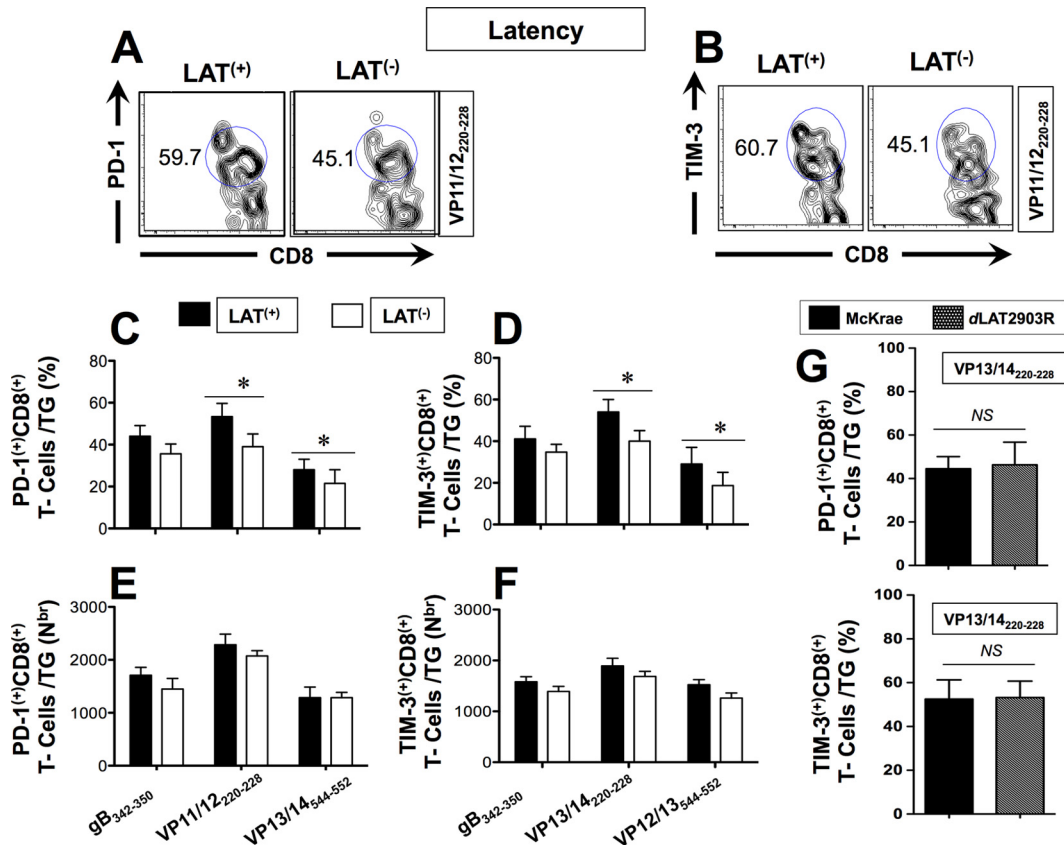 Latency
A
LAT(+)
LAT(-)
PD-1
59.7
45.1
VP11/12220-228
CD8
B
LAT(+)
LAT(-)
TIM-3
60.7
45.1
VP11/12220-228
CD8
LAT(+)
LAT(-)
C
PD-1(+)CD8(+)
T- Cells /TG (%)
80
60
40
20
0
*
*
D
TIM-3(+)CD8(+)
T- Cells /TG (%)
80
60
40
20
0
*
*
E
PD-1(+)CD8(+)
T- Cells /TG (Nbr)
3000
2000
1000
0
gB342-350
VP11/12220-228
VP13/14544-552
F
TIM-3(+)CD8(+)
T- Cells /TG (Nbr)
3000
2000
1000
0
gB342-350
VP13/14220-228
VP12/13544-552
McKrae
dLAT2903R
G
VP13/14220-228
NS
PD-1(+)CD8(+)
T- Cells /TG (%)
100
80
60
40
20
0
VP13/14220-228
NS
TIM-3(+)CD8(+)
T- Cells /TG (%)
100
80
60
40
20
0